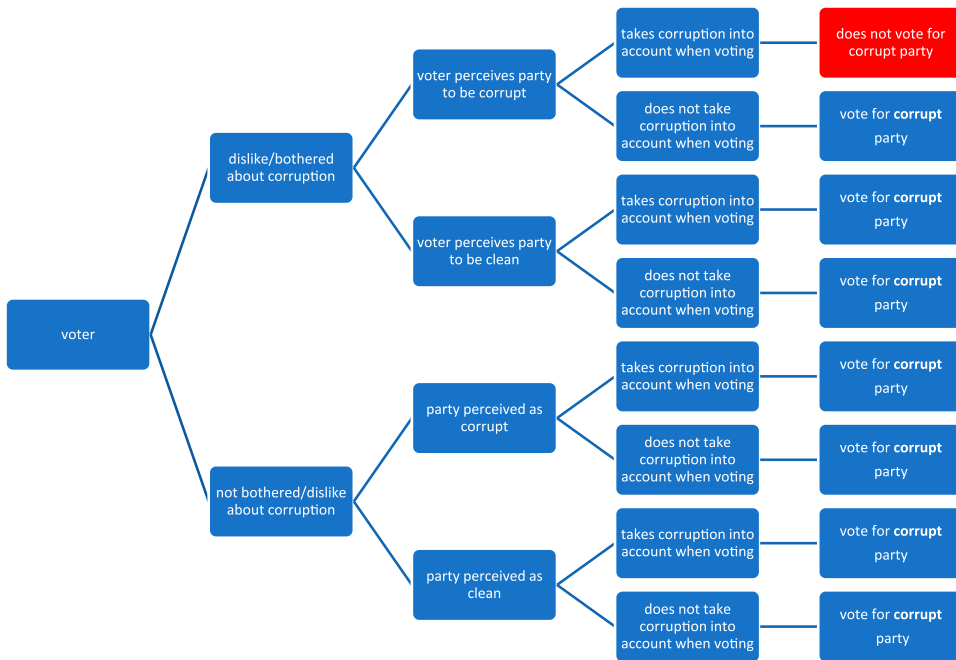 voter
dislike/bothered
about corruption
not bothered/dislike
about corruption
voter perceives party
to be corrupt
voter perceives party
to be clean
party perceived as
corrupt
party perceived as
clean
takes corruption into
account when voting
does not take
corruption into
account when voting
takes corruption into
account when voting
does not take
corruption into
account when voting
takes corruption into
account when voting
does not take
corruption into
account when voting
takes corruption into
account when voting
does not take
corruption into
account when voting
does not vote for
corrupt party
vote for corrupt
party
vote for corrupt
party
vote for corrupt
party
vote for corrupt
party
vote for corrupt
party
vote for corrupt
party
vote for corrupt
party